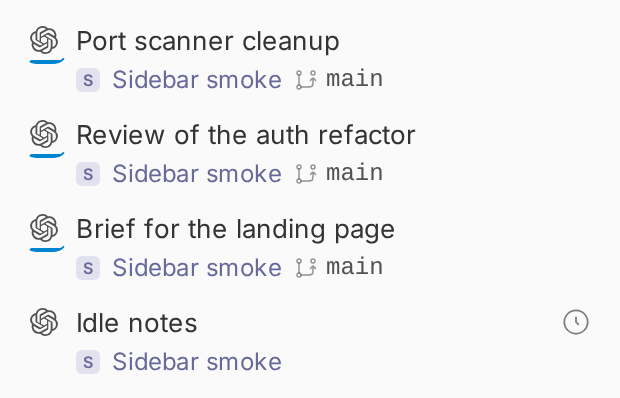 Port scanner cleanup
S Sidebar smoke main
Review of the auth refactor
S Sidebar smoke main
Brief for the landing page
S Sidebar smoke main
Idle notes
S Sidebar smoke